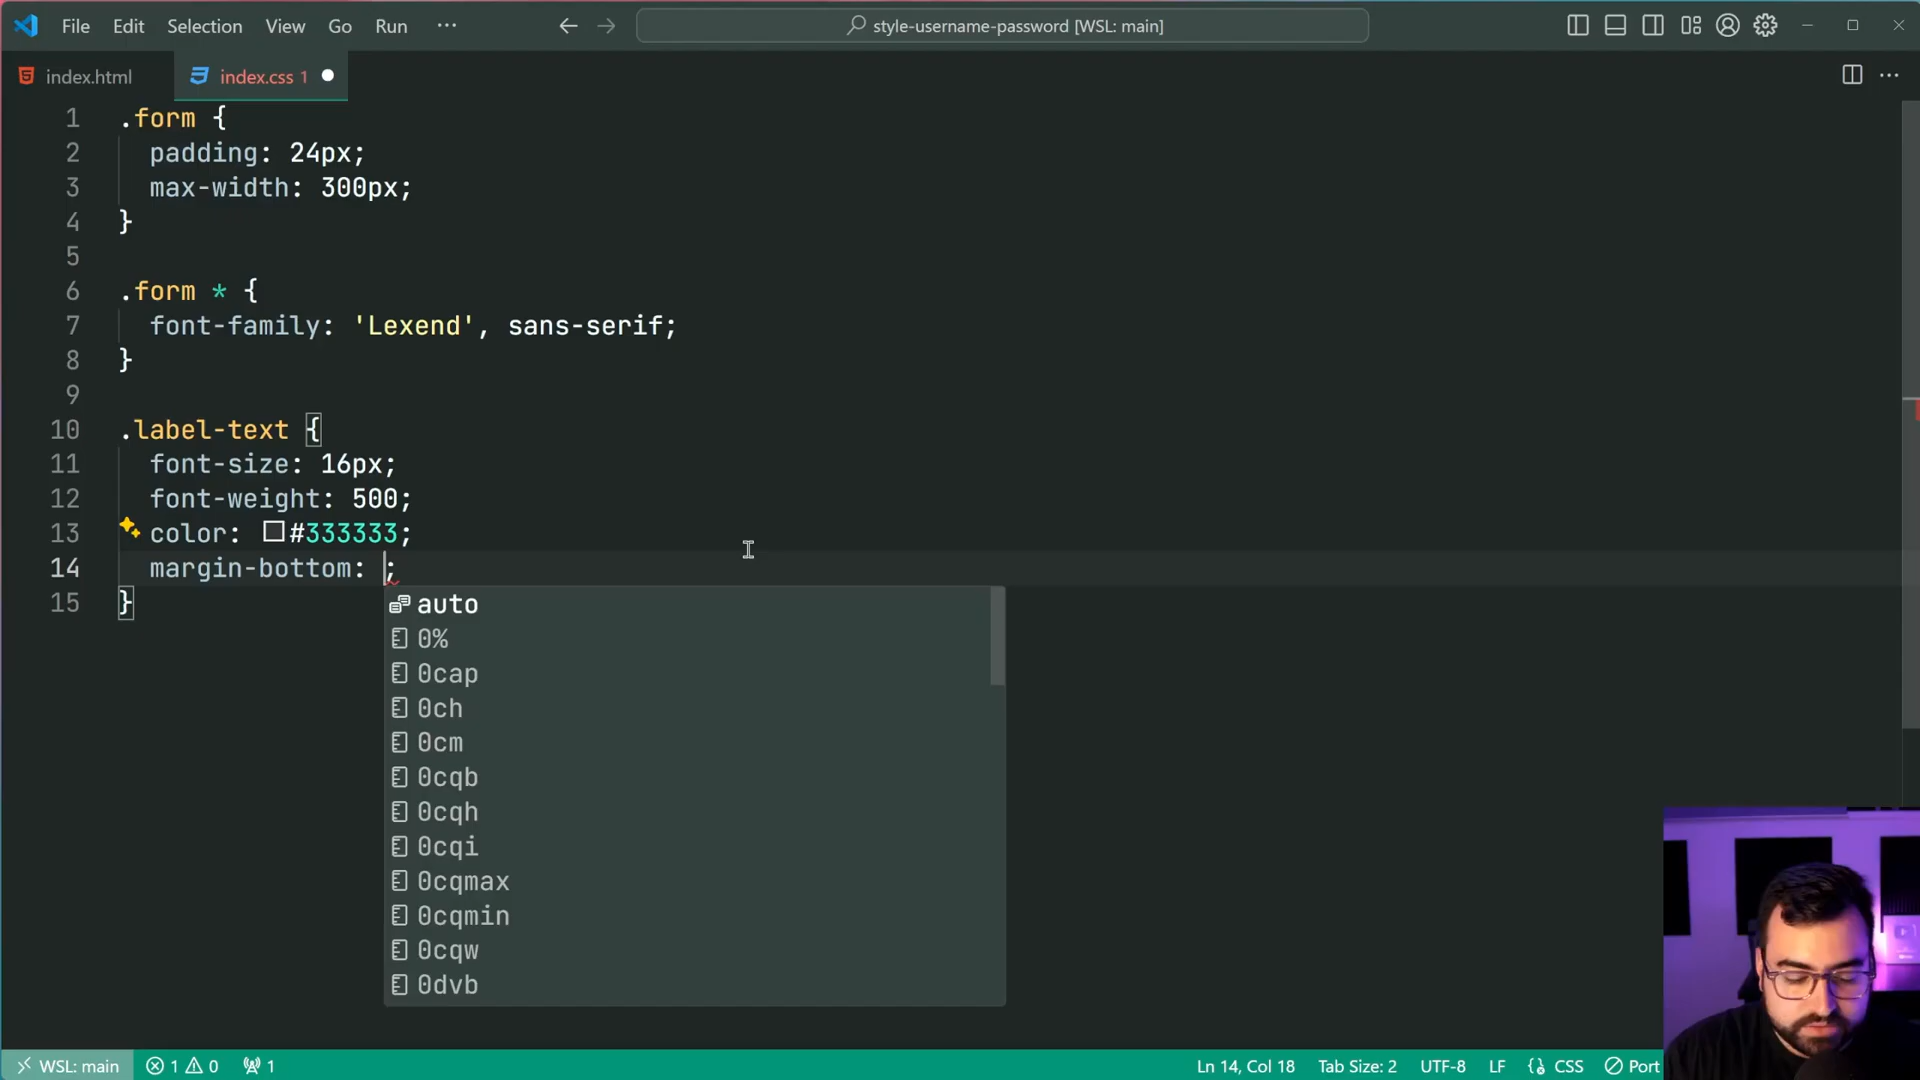 File Edit Selection View Go Run ···
style-username-password [WSL: main]
index.html
index.css 1
1 .form {
2 padding: 24px;
3 max-width: 300px;
4 }
5
6 .form * {
7 font-family: 'Lexend', sans-serif;
8 }
9
10 .label-text {
11 font-size: 16px;
12 font-weight: 500;
13 color: #333333;
14 margin-bottom: ;
15 }
auto
0%
0cap
0ch
0cm
0cqb
0cqh
0cqi
0cqmax
0cqmin
0cqw
0dvb
WSL: main 1 0 1 Ln 14, Col 18 Tab Size: 2 UTF-8 LF CSS Port